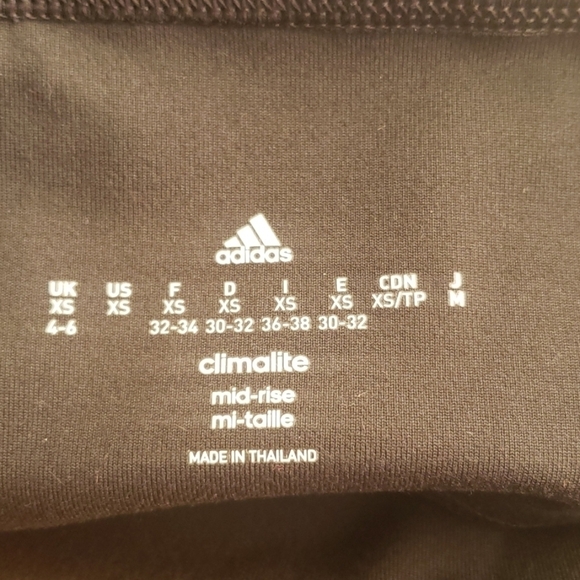 adidas
UK US F D I E CDN J
XS XS XS XS XS XS XS/TP M
4-6 32-34 30-32 36-38 30-32
climalite
mid-rise
mi-taille
MADE IN THAILAND